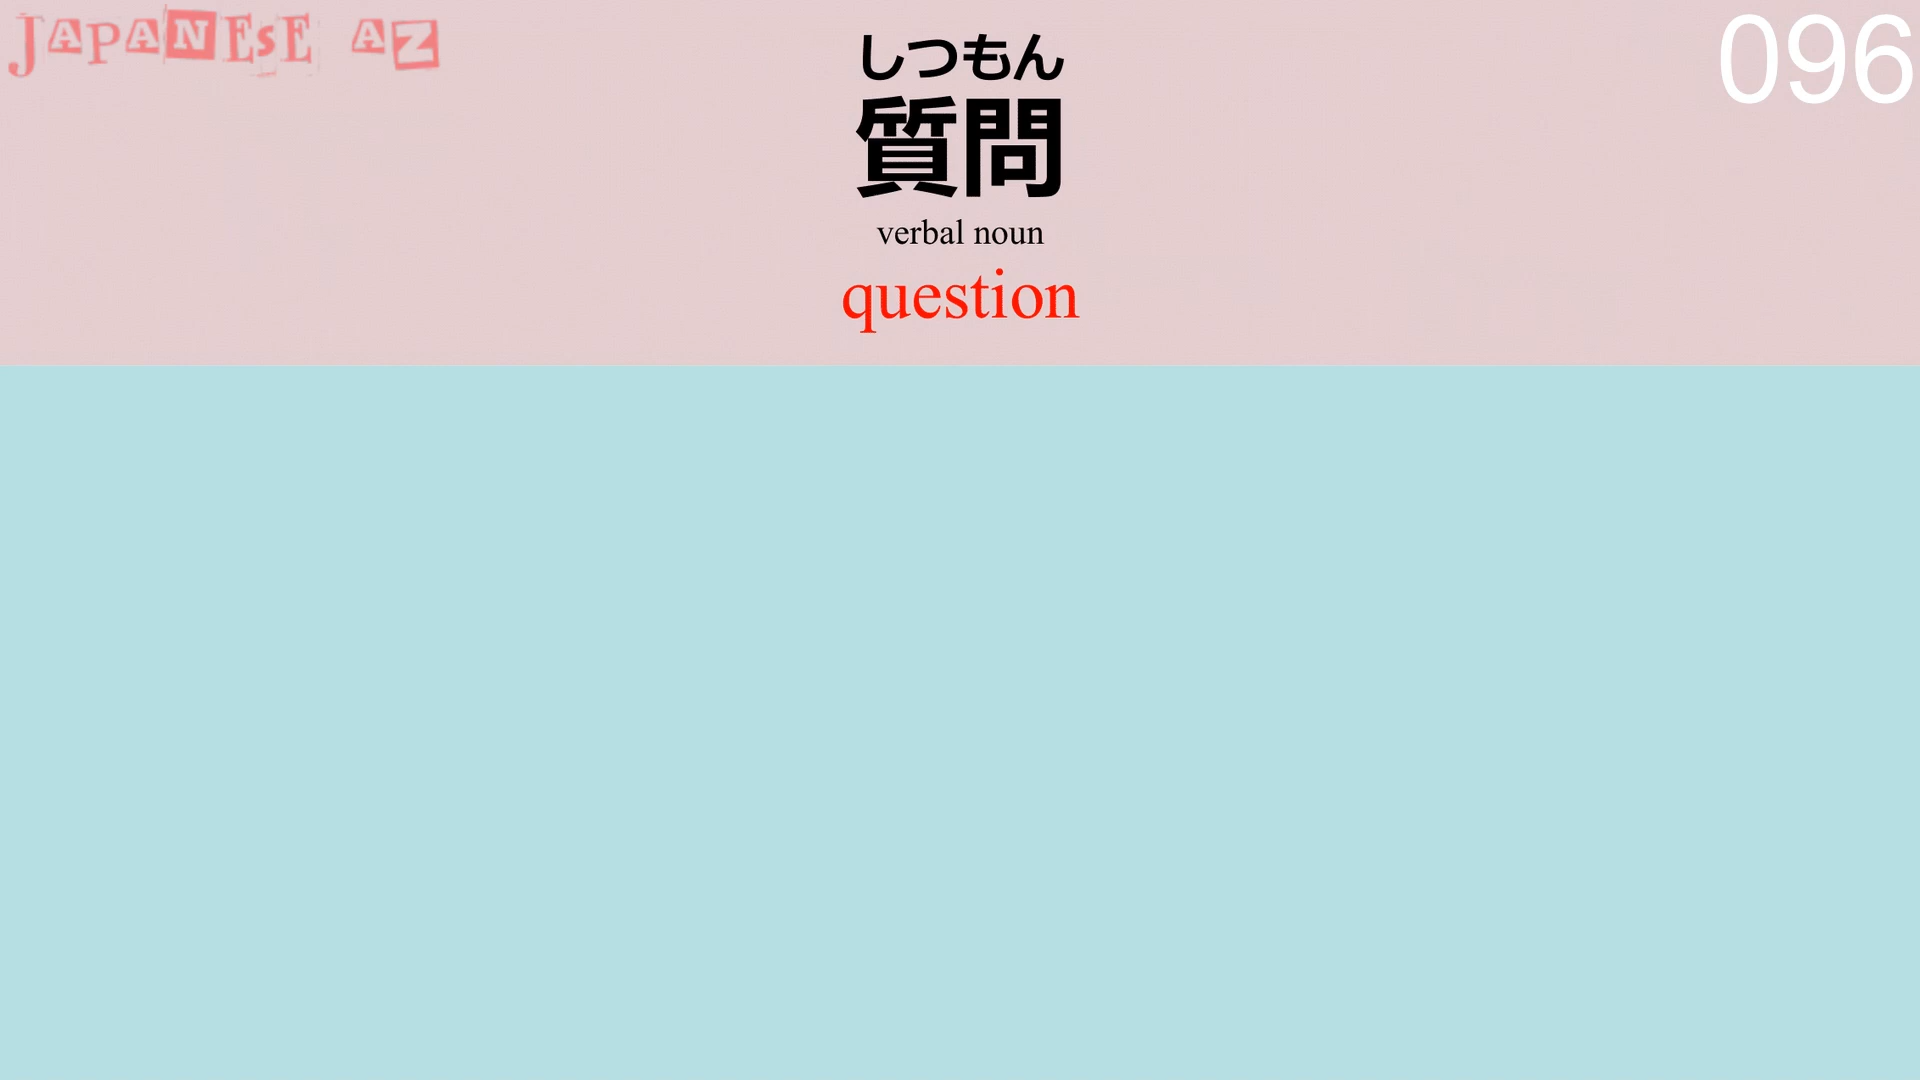 JAPANESE AZ
096
しつもん
質問
verbal noun
question